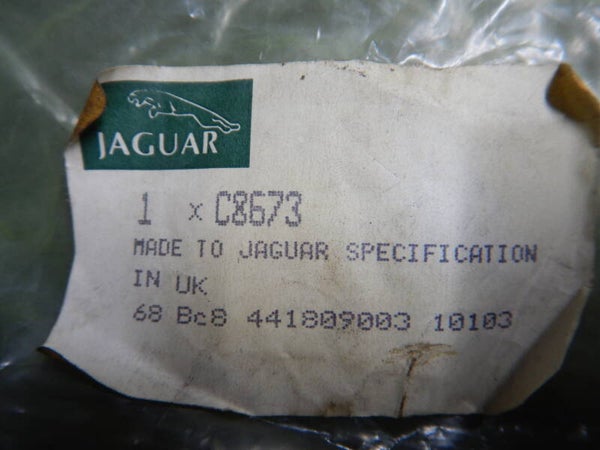 JAGUAR
1 x C8673
MADE TO JAGUAR SPECIFICATION
IN UK
68 Bc8 441809003 10103